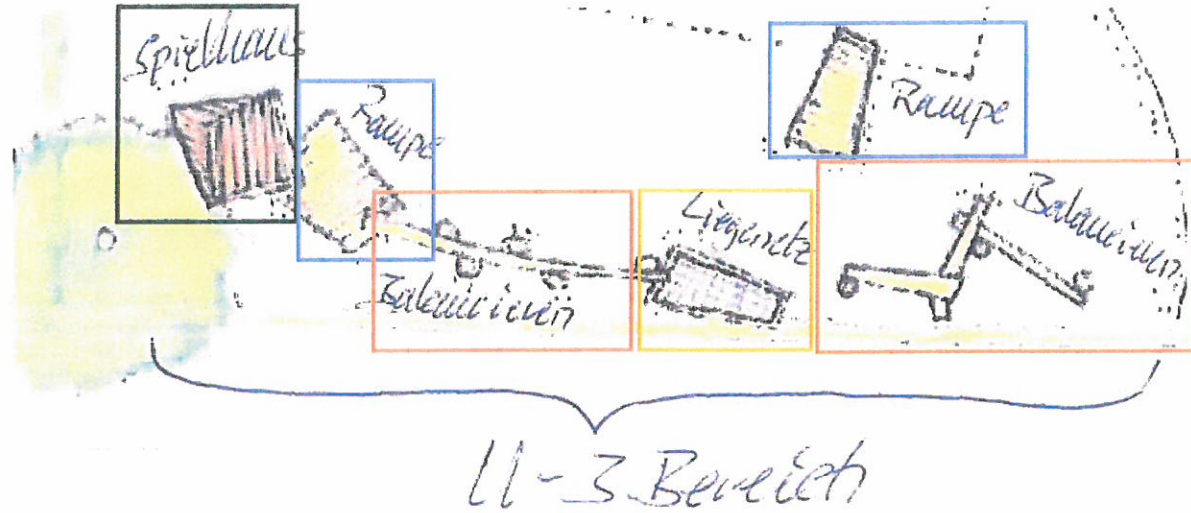 Spielhaus
Rampe
Rampe
Balancieren
Liegenetz
Balancieren
U-3 Bereich